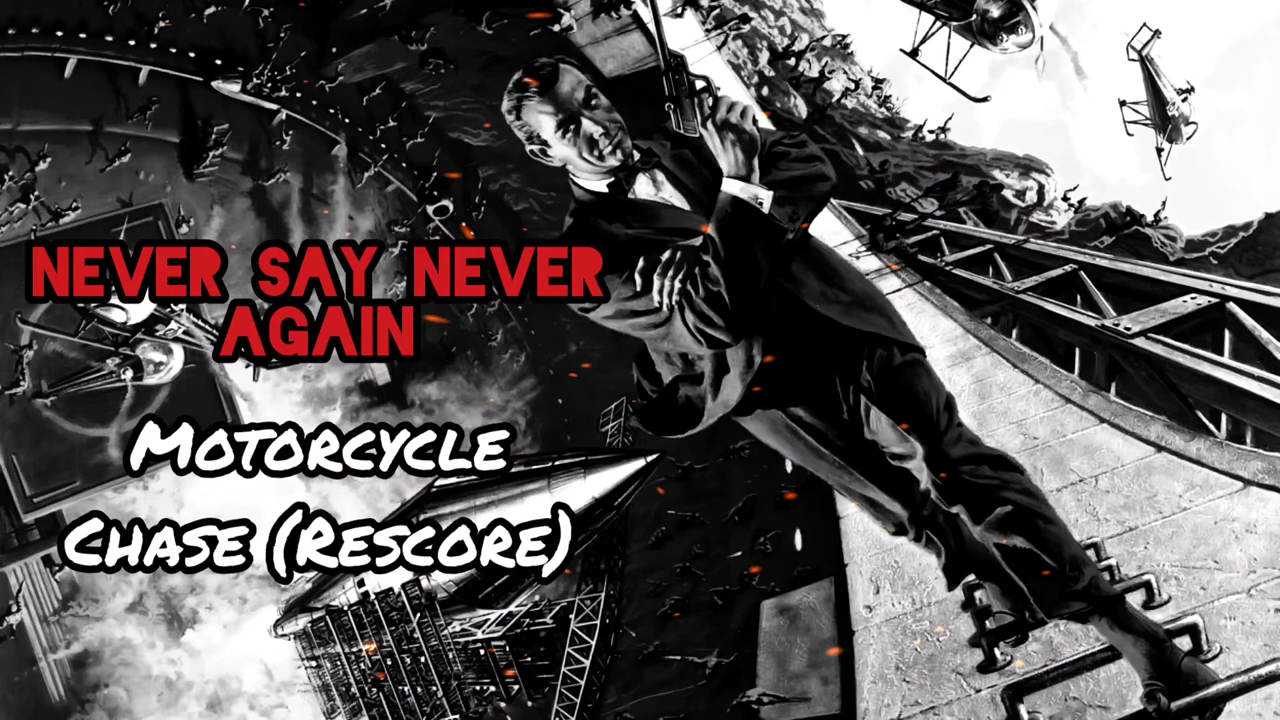 NEVER SAY NEVER
AGAIN
MOTORCYCLE
CHASE (RESCORE)